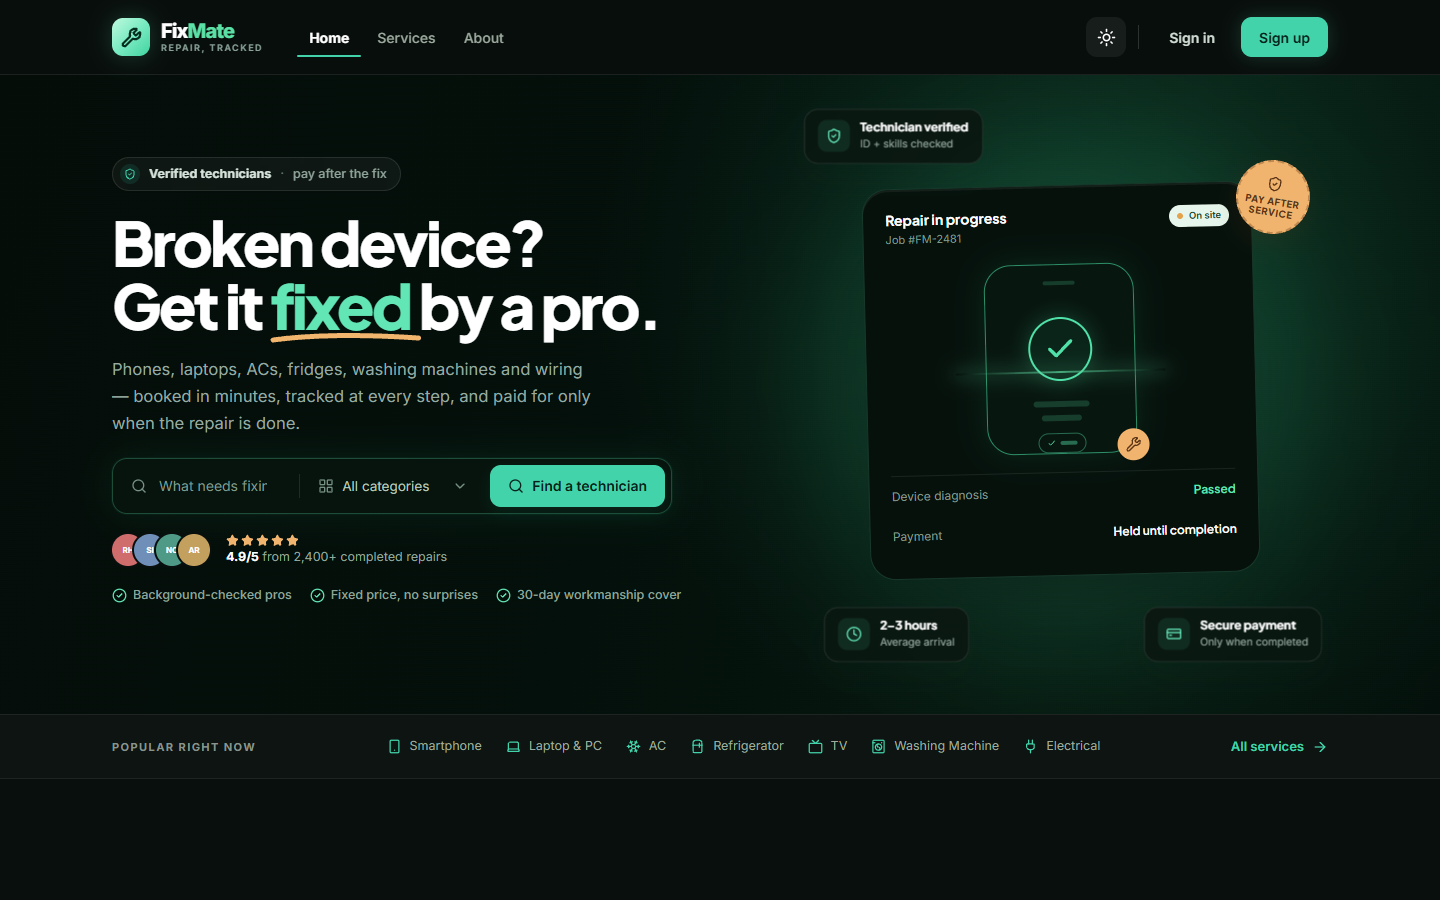 FixMate
REPAIR, TRACKED
Home
Services
About
Sign in
Sign up
Verified technicians · pay after the fix
Broken device?
Get it fixed by a pro.
Phones, laptops, ACs, fridges, washing machines and wiring
— booked in minutes, tracked at every step, and paid for only
when the repair is done.
What needs fixir
All categories
Find a technician
AR
4.9/5 from 2,400+ completed repairs
Background-checked pros
Fixed price, no surprises
30-day workmanship cover
Technician verified
ID + skills checked
Repair in progress
Job #FM-2481
On site
PAY AFTER
SERVICE
Device diagnosis
Passed
Payment
Held until completion
2–3 hours
Average arrival
Secure payment
Only when completed
POPULAR RIGHT NOW
Smartphone
Laptop & PC
AC
Refrigerator
TV
Washing Machine
Electrical
All services